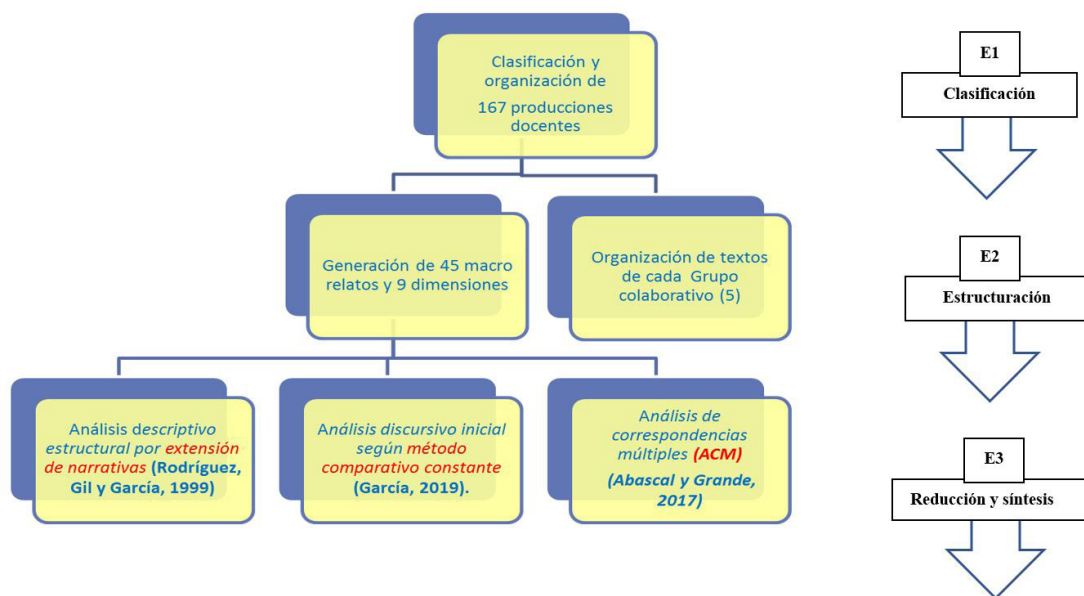 Clasificación y
organización de
167 producciones
docentes
E1
Clasificación
Generación de 45 macro
relatos y 9 dimensiones
Organización de textos
de cada Grupo
colaborativo (5)
E2
Estructuración
Análisis descriptivo
estructural por extensión
de narrativas (Rodríguez,
Gil y García, 1999)
Análisis discursivo inicial
según método
comparativo constante
(García, 2019).
Análisis de
correspondencias
múltiples (ACM)
(Abascal y Grande,
2017)
E3
Reducción y síntesis